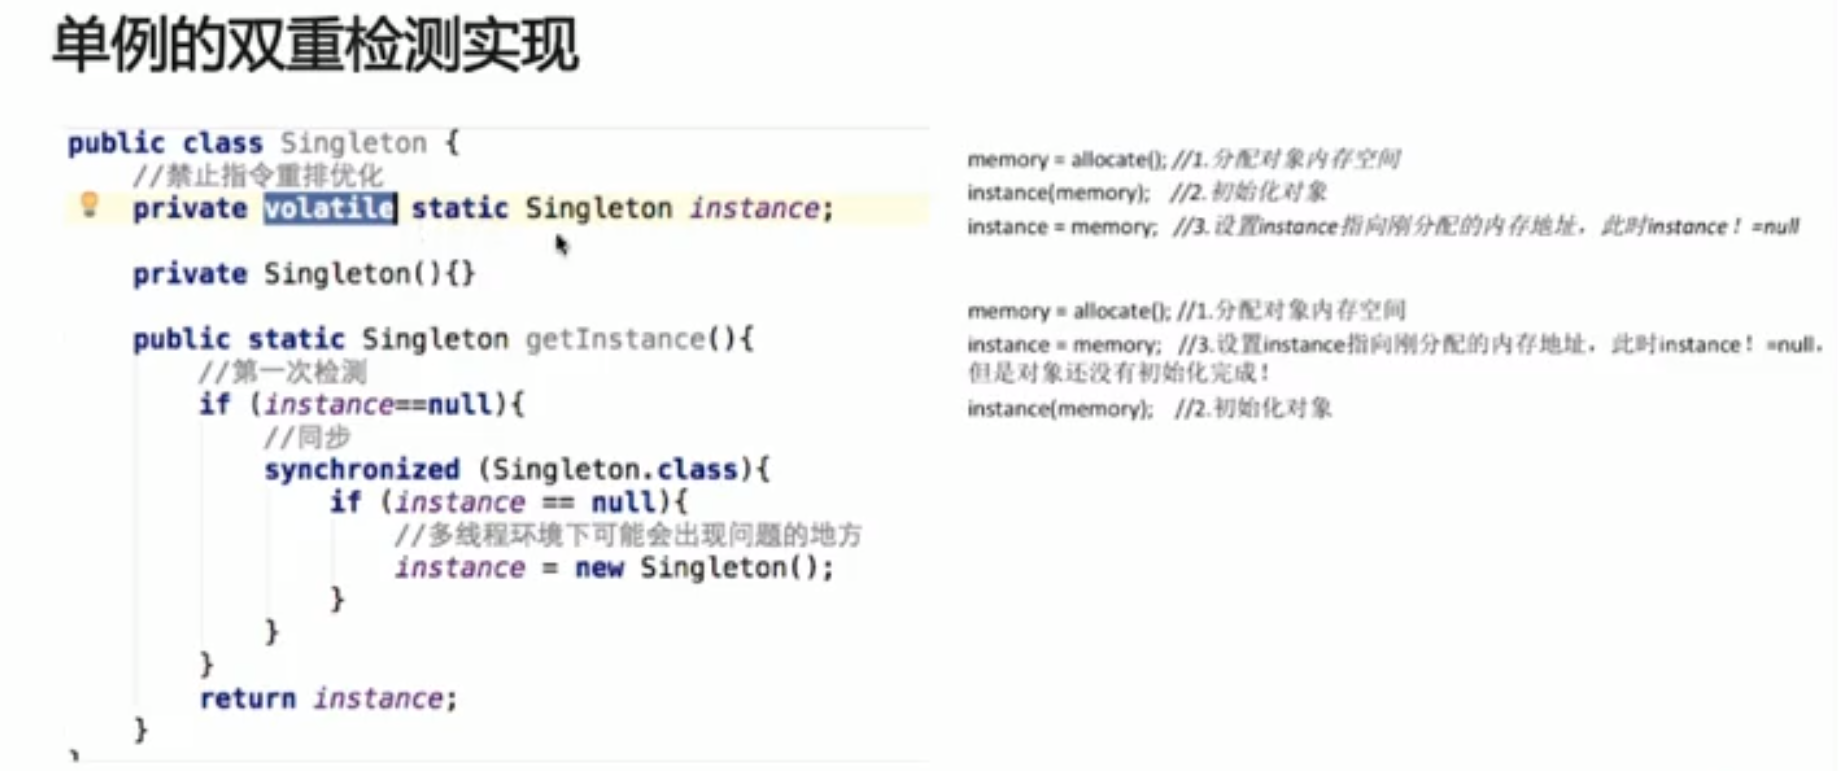 单例的双重检测实现
public class Singleton {
//禁止指令重排优化
private volatile static Singleton instance;
private Singleton(){}
public static Singleton getInstance(){
//第一次检测
if (instance==null){
//同步
synchronized (Singleton.class){
if (instance == null){
//多线程环境下可能会出现问题的地方
instance = new Singleton();
}
}
}
return instance;
}
memory = allocate(); //1.分配对象内存空间
instance(memory); //2.初始化对象
instance = memory; //3.设置instance指向刚分配的内存地址，此时instance！=null
memory = allocate(); //1.分配对象内存空间
instance = memory; //3.设置instance指向刚分配的内存地址，此时instance！=null，
但是对象还没有初始化完成！
instance(memory); //2.初始化对象